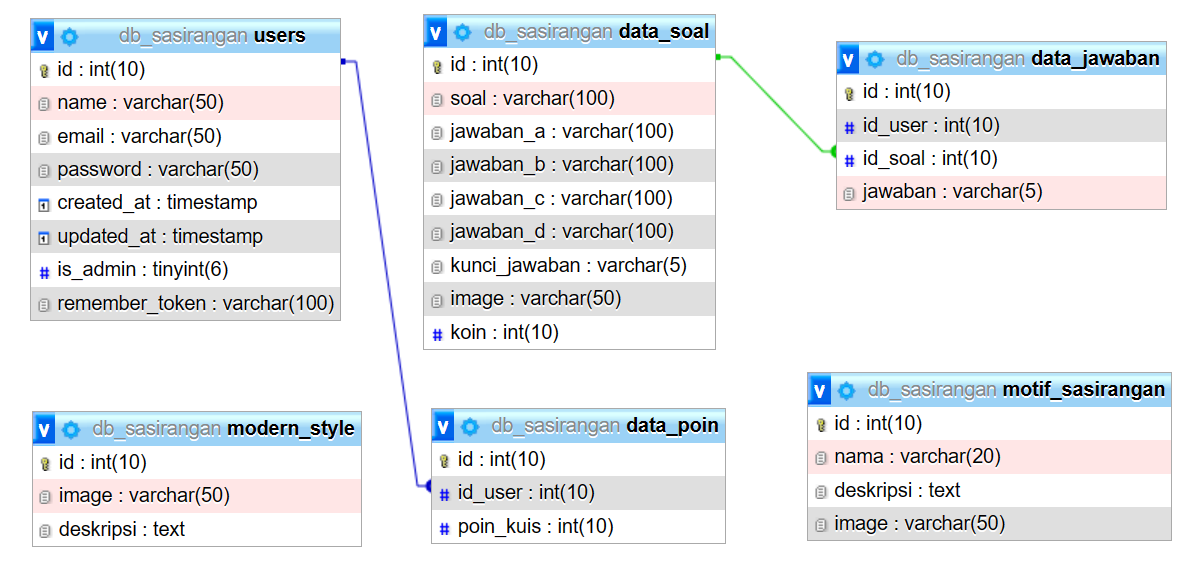 db_sasirangan users
id : int(10)
name : varchar(50)
email : varchar(50)
password : varchar(50)
created_at : timestamp
updated_at : timestamp
is_admin : tinyint(6)
remember_token : varchar(100)
db_sasirangan data_soal
id : int(10)
soal : varchar(100)
jawaban_a : varchar(100)
jawaban_b : varchar(100)
jawaban_c : varchar(100)
jawaban_d : varchar(100)
kunci_jawaban : varchar(5)
image : varchar(50)
koin : int(10)
db_sasirangan data_jawaban
id : int(10)
id_user : int(10)
id_soal : int(10)
jawaban : varchar(5)
db_sasirangan modern_style
id : int(10)
image : varchar(50)
deskripsi : text
db_sasirangan data_poin
id : int(10)
id_user : int(10)
poin_kuis : int(10)
db_sasirangan motif_sasirangan
id : int(10)
nama : varchar(20)
deskripsi : text
image : varchar(50)